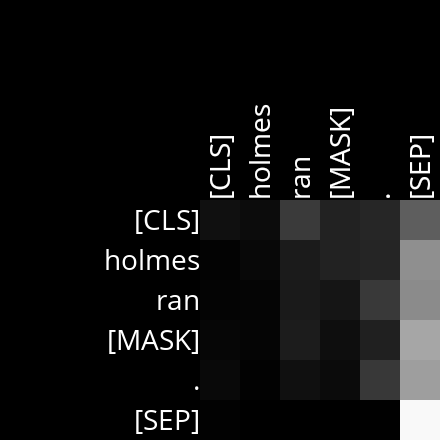 [CLS]
holmes
ran
[MASK]
.
[SEP]
[CLS]
holmes
ran
[MASK]
.
[SEP]